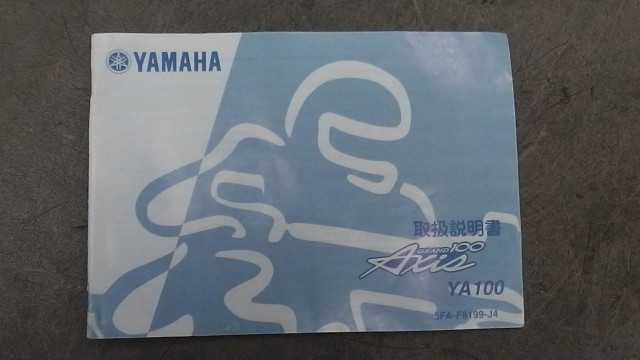 YAMAHA
取扱説明書
GRAND 100
Axis
YA100
5FA-F8199-J4